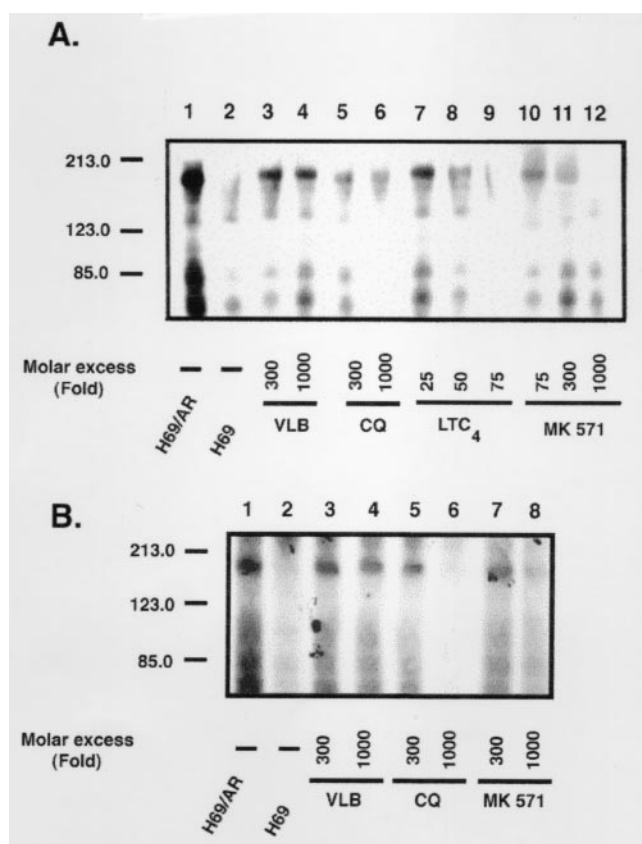 A.
1 2 3 4 5 6 7 8 9 10 11 12
213.0
123.0
85.0
Molar excess
(Fold)
300 1000 300 1000 25 50 75 75 300 1000
H69/AR H69 VLB CQ LTC4 MK 571
B.
1 2 3 4 5 6 7 8
213.0
123.0
85.0
Molar excess
(Fold)
300 1000 300 1000 300 1000
H69/AR H69 VLB CQ MK 571